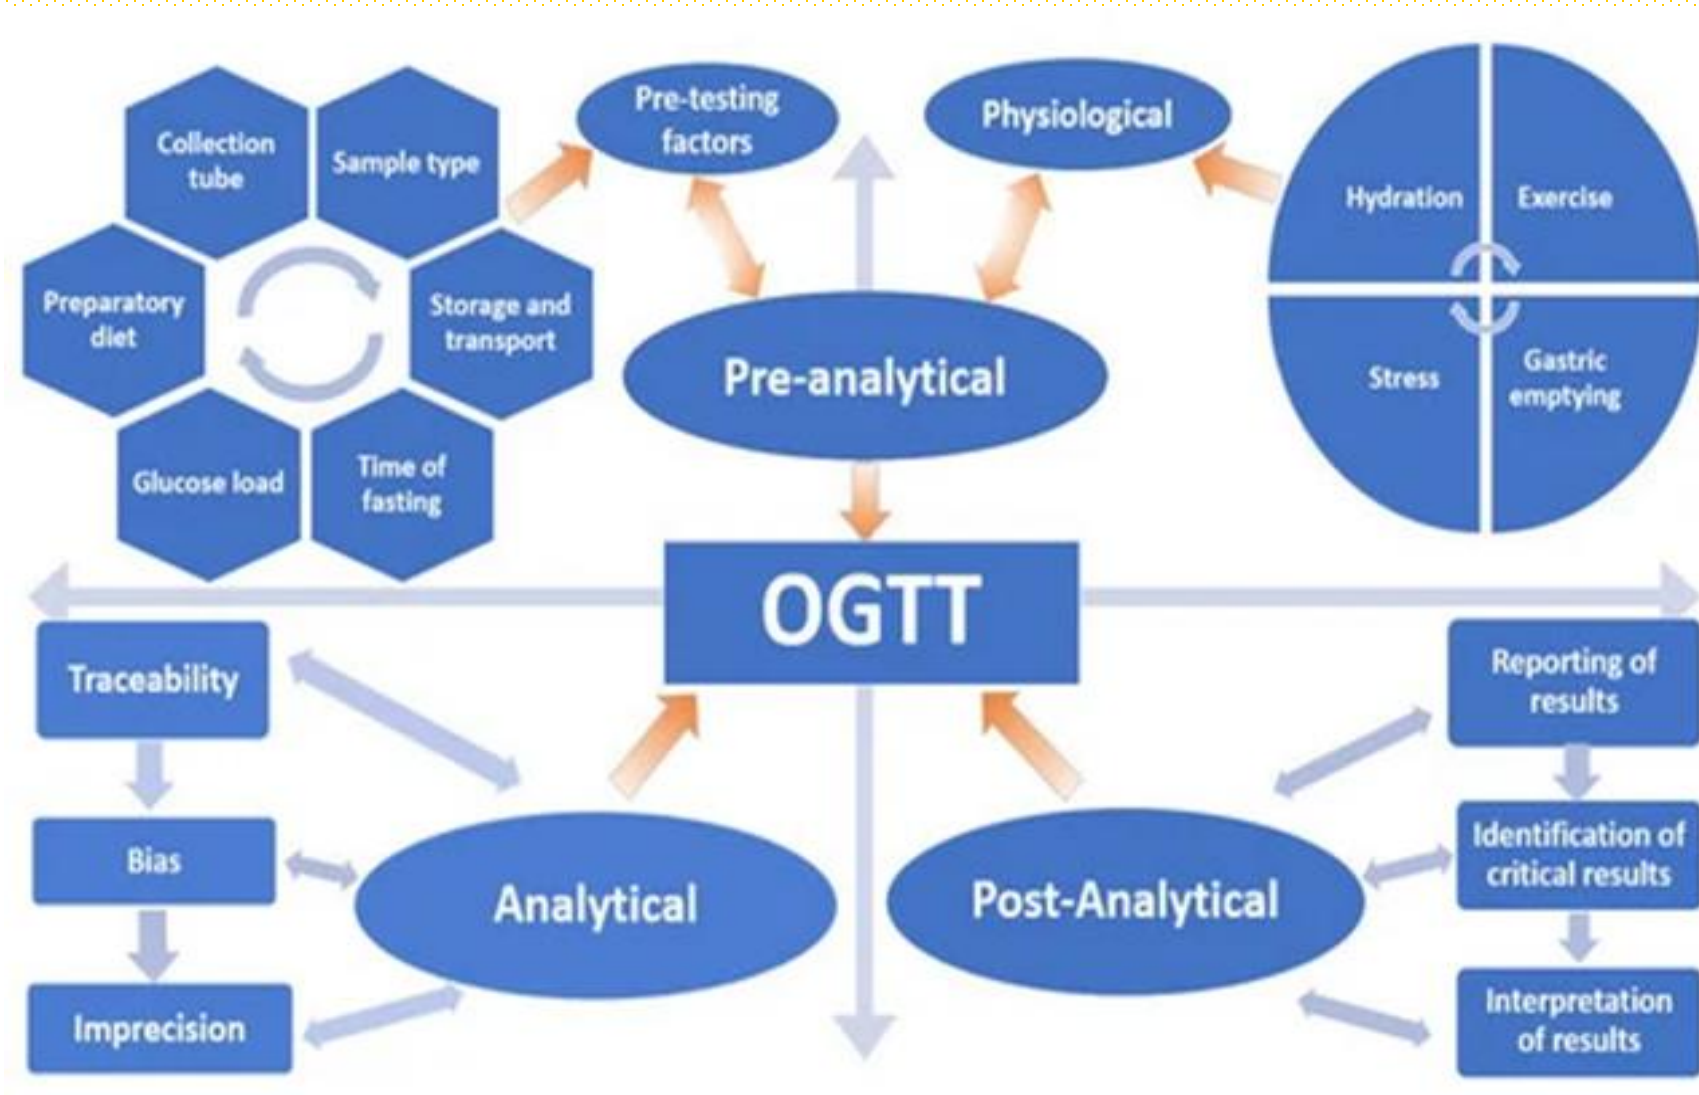 Collection
tube
Sample type
Preparatory
diet
Storage and
transport
Glucose load
Time of
fasting
Pre-testing
factors
Physiological
Hydration
Exercise
Stress
Gastric
emptying
Pre-analytical
OGTT
Traceability
Bias
Imprecision
Analytical
Post-Analytical
Reporting of
results
Identification of
critical results
Interpretation
of results